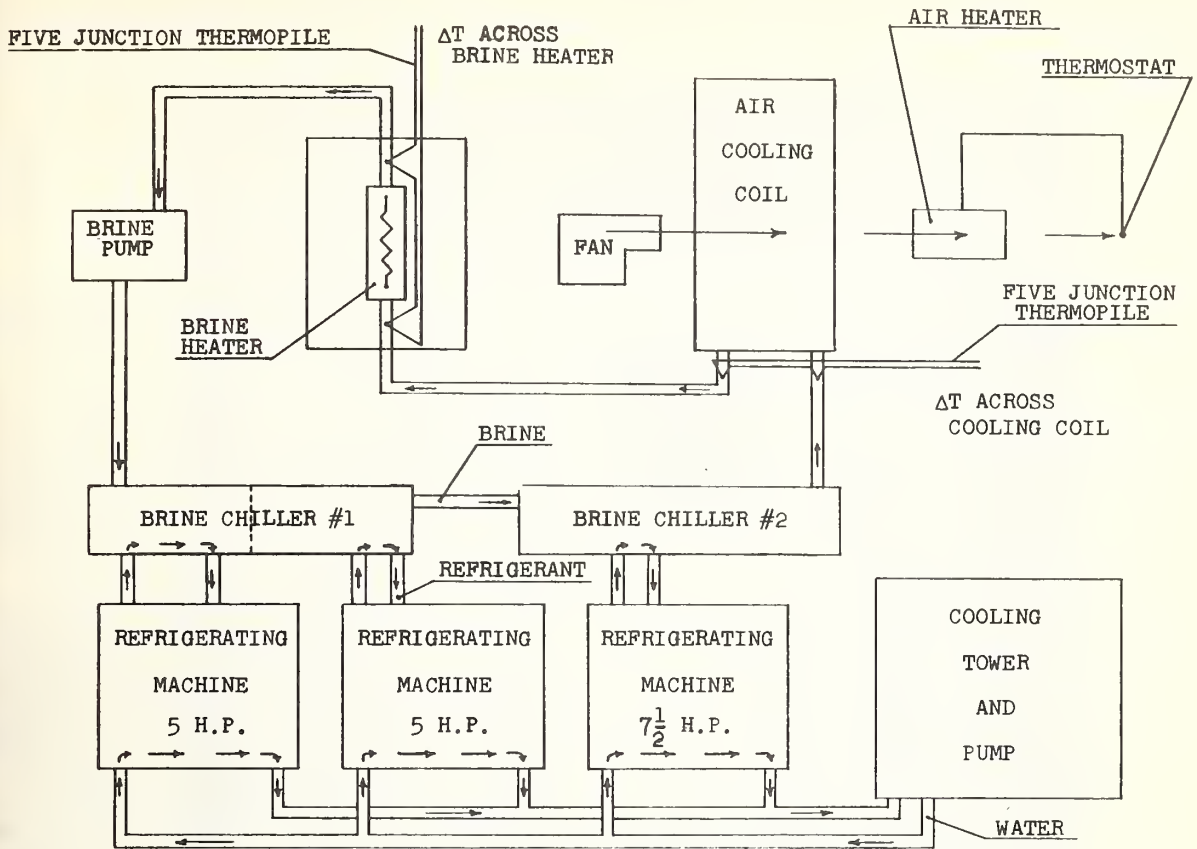 FIVE JUNCTION THERMOPILE
ΔT ACROSS
BRINE HEATER
AIR HEATER
THERMOSTAT
AIR
COOLING
COIL
BRINE
PUMP
FAN
BRINE
HEATER
FIVE JUNCTION
THERMOPILE
ΔT ACROSS
COOLING COIL
BRINE
BRINE CHILLER #1
BRINE CHILLER #2
REFRIGERANT
REFRIGERATING
MACHINE
5 H.P.
REFRIGERATING
MACHINE
5 H.P.
REFRIGERATING
MACHINE
7 1/2 H.P.
COOLING
TOWER
AND
PUMP
WATER